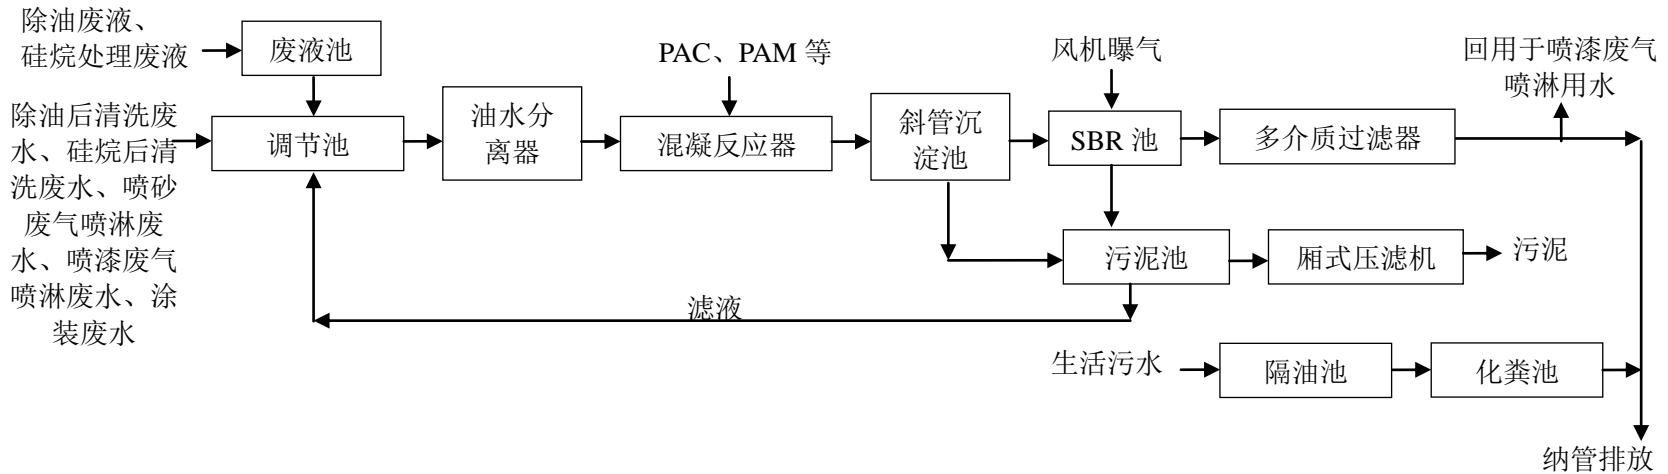 除油废液、
硅烷处理废液
废液池
PAC、PAM 等
风机曝气
回用于喷漆废气
喷淋用水
除油后清洗废
水、硅烷后清
洗废水、喷砂
废气喷淋废
水、喷漆废气
喷淋废水、涂
装废水
调节池
油水分
离器
混凝反应器
斜管沉
淀池
SBR 池
多介质过滤器
污泥池
厢式压滤机
污泥
滤液
生活污水
隔油池
化粪池
纳管排放